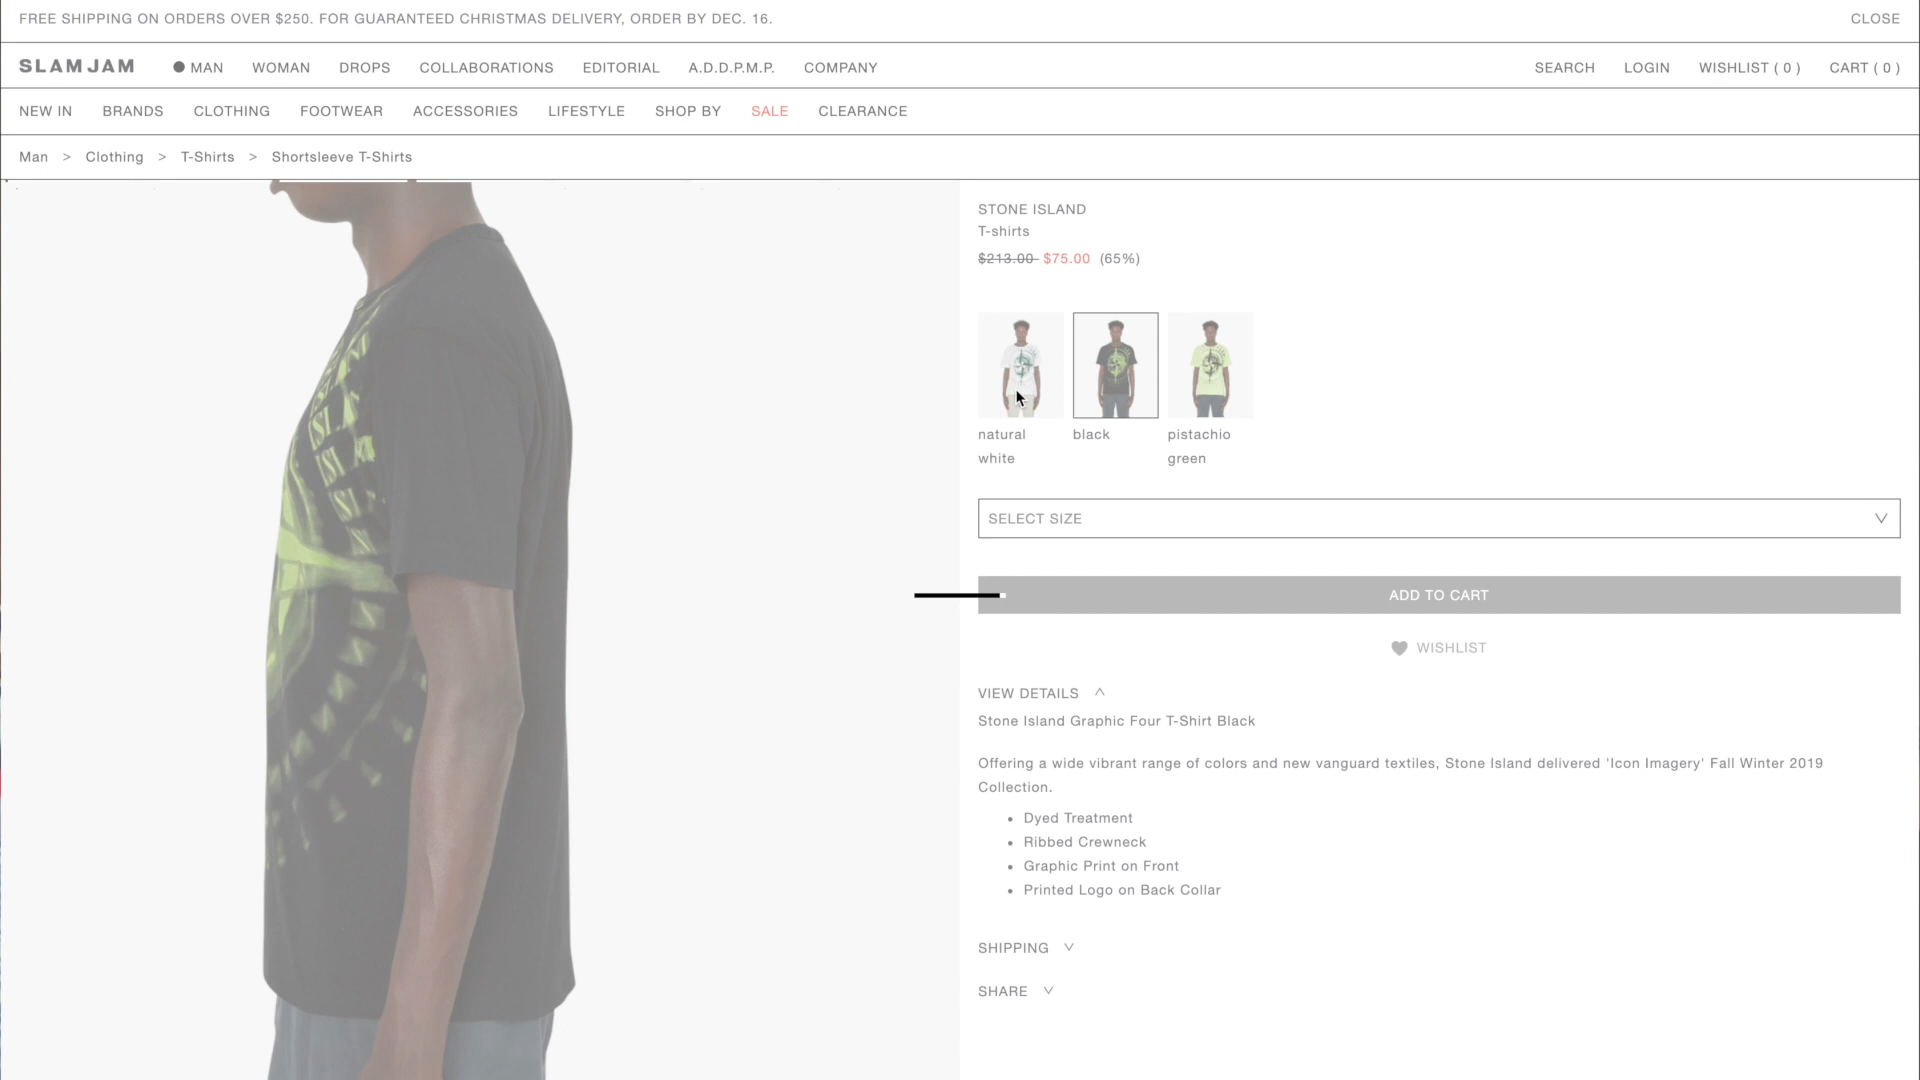 FREE SHIPPING ON ORDERS OVER $250. FOR GUARANTEED CHRISTMAS DELIVERY, ORDER BY DEC. 16.
CLOSE
SLAM JAM
MAN WOMAN DROPS COLLABORATIONS EDITORIAL A.D.D.P.M.P. COMPANY
SEARCH LOGIN WISHLIST ( 0 ) CART ( 0 )
NEW IN BRANDS CLOTHING FOOTWEAR ACCESSORIES LIFESTYLE SHOP BY SALE CLEARANCE
Man > Clothing > T-Shirts > Shortsleeve T-Shirts
STONE ISLAND
T-shirts
$213.00 $75.00 (65%)
natural white
black
pistachio green
SELECT SIZE
ADD TO CART
WISHLIST
VIEW DETAILS
Stone Island Graphic Four T-Shirt Black
Offering a wide vibrant range of colors and new vanguard textiles, Stone Island delivered 'Icon Imagery' Fall Winter 2019
Collection.
• Dyed Treatment
• Ribbed Crewneck
• Graphic Print on Front
• Printed Logo on Back Collar
SHIPPING
SHARE